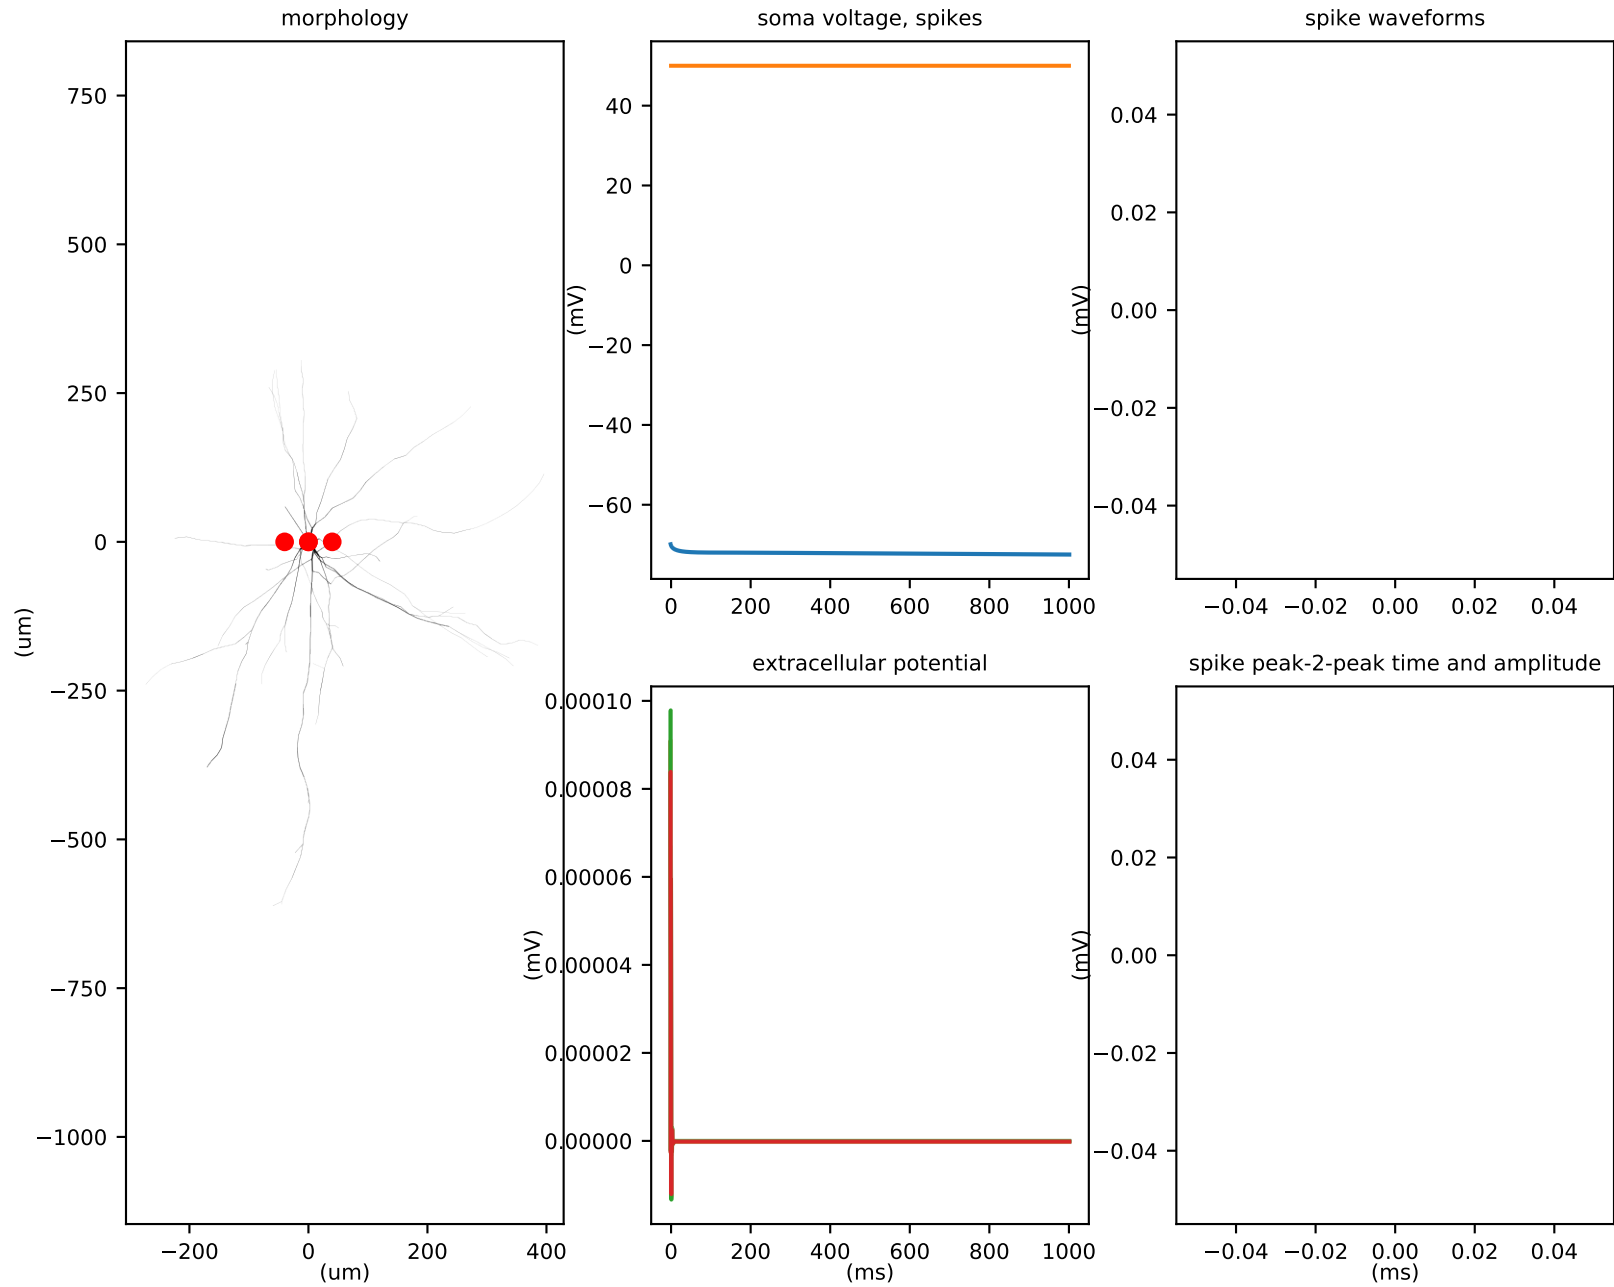 morphology
750
500
250
0
−250
−500
−750
−1000
(um)
−200 0 200 400
(um)
soma voltage, spikes
40
20
0
−20
−40
−60
(mV)
0 200 400 600 800 1000
spike waveforms
0.04
0.02
0.00
−0.02
−0.04
(mV)
−0.04 −0.02 0.00 0.02 0.04
extracellular potential
0.00010
0.00008
0.00006
0.00004
0.00002
0.00000
(mV)
0 200 400 600 800 1000
(ms)
spike peak-2-peak time and amplitude
0.04
0.02
0.00
−0.02
−0.04
(mV)
−0.04 −0.02 0.00 0.02 0.04
(ms)